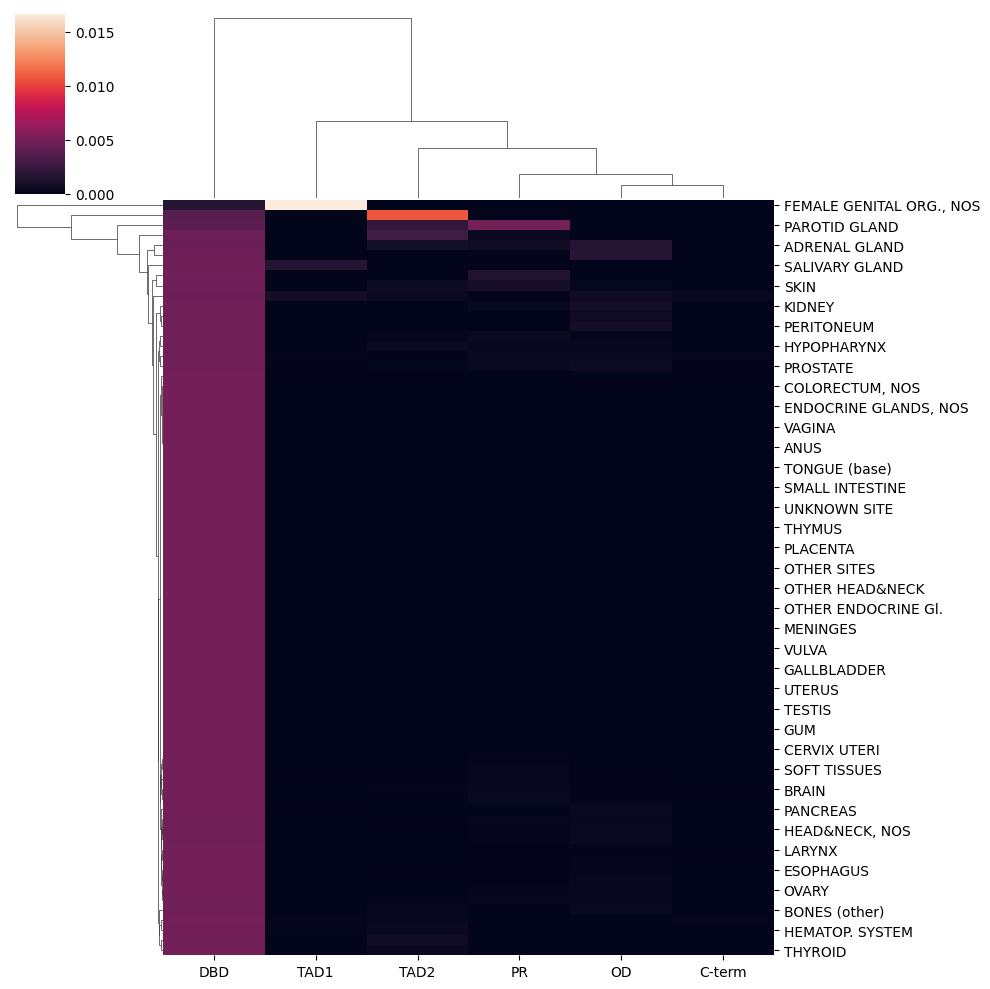 0.015
0.010
0.005
0.000
FEMALE GENITAL ORG., NOS
PAROTID GLAND
ADRENAL GLAND
SALIVARY GLAND
SKIN
KIDNEY
PERITONEUM
HYPOPHARYNX
PROSTATE
COLORECTUM, NOS
ENDOCRINE GLANDS, NOS
VAGINA
ANUS
TONGUE (base)
SMALL INTESTINE
UNKNOWN SITE
THYMUS
PLACENTA
OTHER SITES
OTHER HEAD&NECK
OTHER ENDOCRINE Gl.
MENINGES
VULVA
GALLBLADDER
UTERUS
TESTIS
GUM
CERVIX UTERI
SOFT TISSUES
BRAIN
PANCREAS
HEAD&NECK, NOS
LARYNX
ESOPHAGUS
OVARY
BONES (other)
HEMATOP. SYSTEM
THYROID
DBD TAD1 TAD2 PR OD C-term